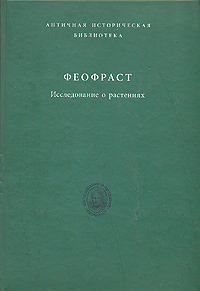 АНТИЧНАЯ ИСТОРИЧЕСКАЯ
БИБЛИОТЕКА
ФЕОФРАСТ
Исследование о растениях